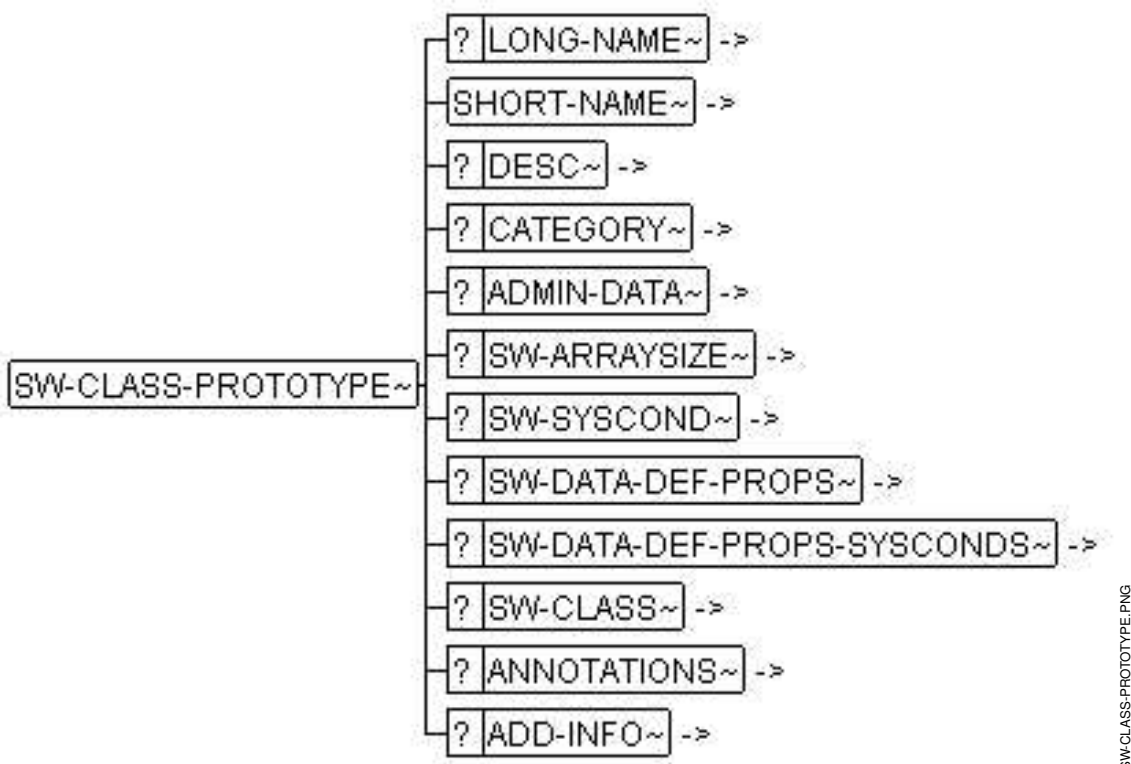 ? LONG-NAME~ ->
SHORT-NAME~ ->
? DESC~ ->
? CATEGORY~ ->
? ADMIN-DATA~ ->
? SW-ARRAYSIZE~ ->
SW-CLASS-PROTOTYPE~
? SW-SYSCOND~ ->
? SW-DATA-DEF-PROPS~ ->
? SW-DATA-DEF-PROPS-SYSCONDS~ ->
? SW-CLASS~ ->
? ANNOTATIONS~ ->
? ADD-INFO~ ->
SW-CLASS-PROTOTYPE.PNG